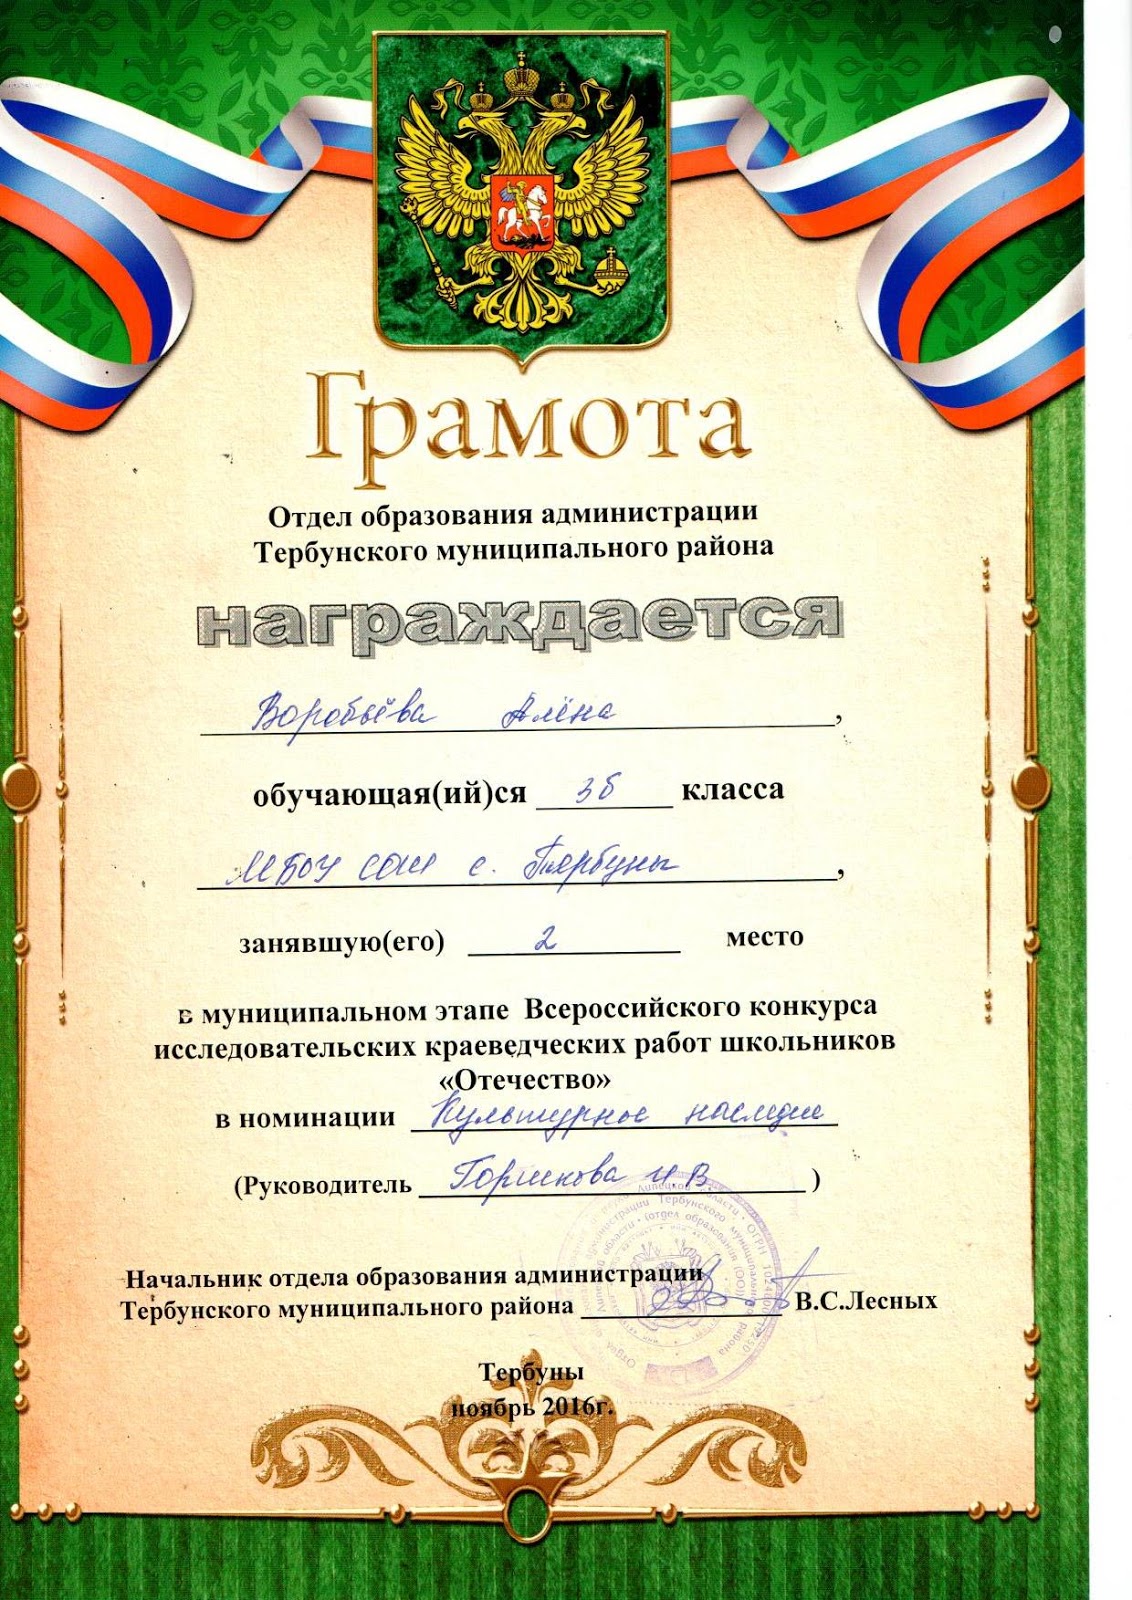 Грамота
Отдел образования администрации
Тербунского муниципального района
награждается
Воробьёва Алёна,
обучающая(ий)ся 3б класса
МБОУ СОШ с. Тербуны,
занявшую(его) 2 место
в муниципальном этапе Всероссийского конкурса
исследовательских краеведческих работ школьников
«Отечество»
в номинации Культурное наследие
(Руководитель Горшкова И.В)
Начальник отдела образования администрации
Тербунского муниципального района В.С.Лесных
Тербуны
ноябрь 2016г.